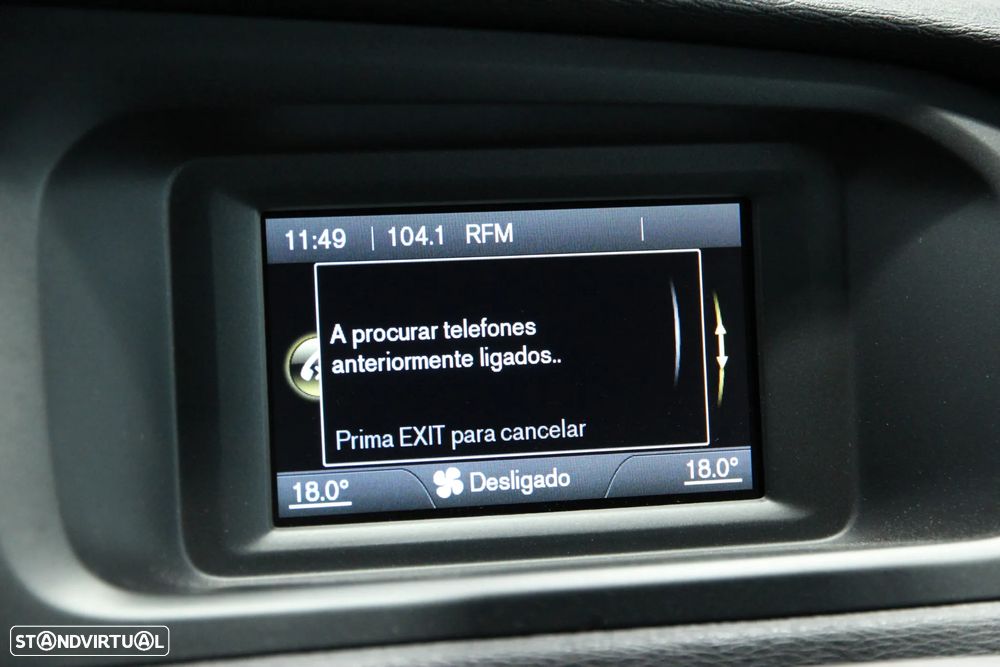 11:49 | 104.1 RFM |
A procurar telefones
anteriormente ligados..
Prima EXIT para cancelar
18.0° Desligado 18.0°
STANDVIRTUAL